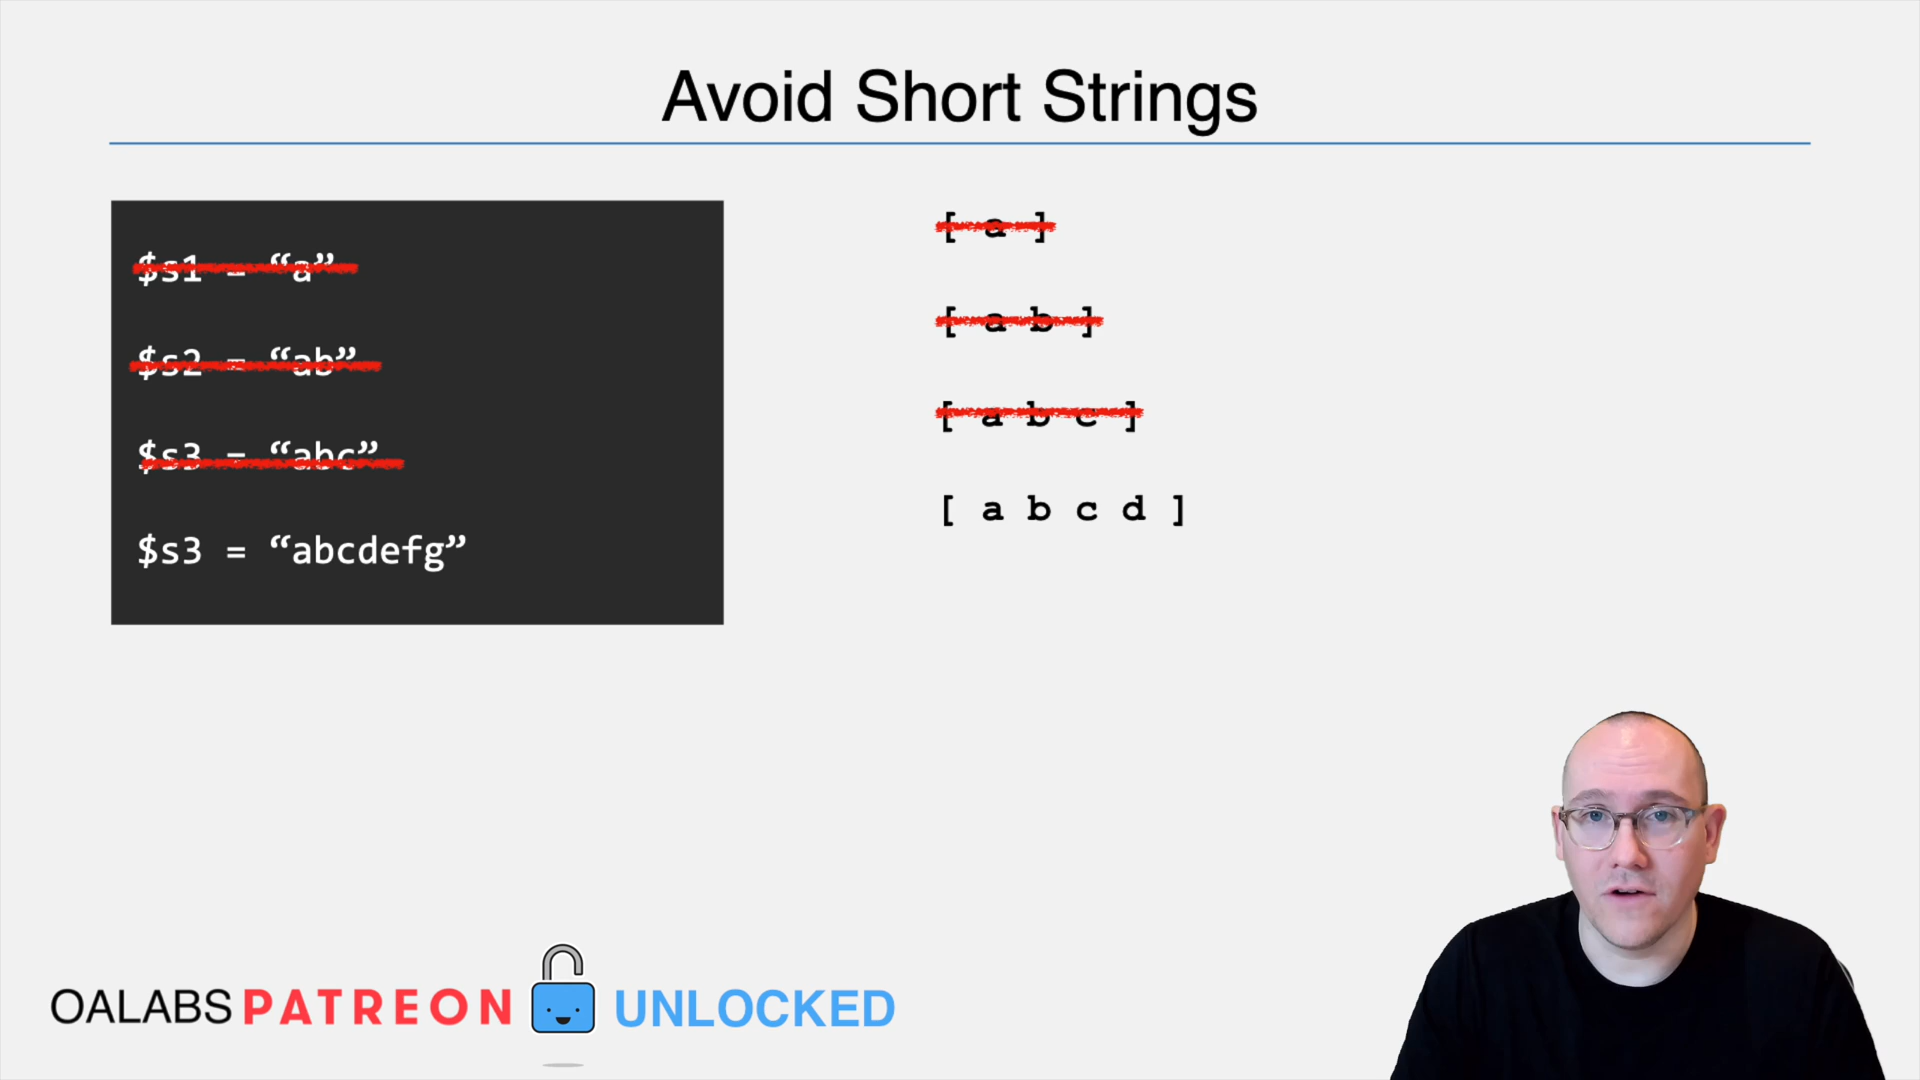 Avoid Short Strings
$s1 = “a”
$s2 = “ab”
$s3 = “abc”
$s3 = “abcdefg”
[ a ]
[ a b ]
[ a b c ]
[ a b c d ]
OALABS PATREON UNLOCKED